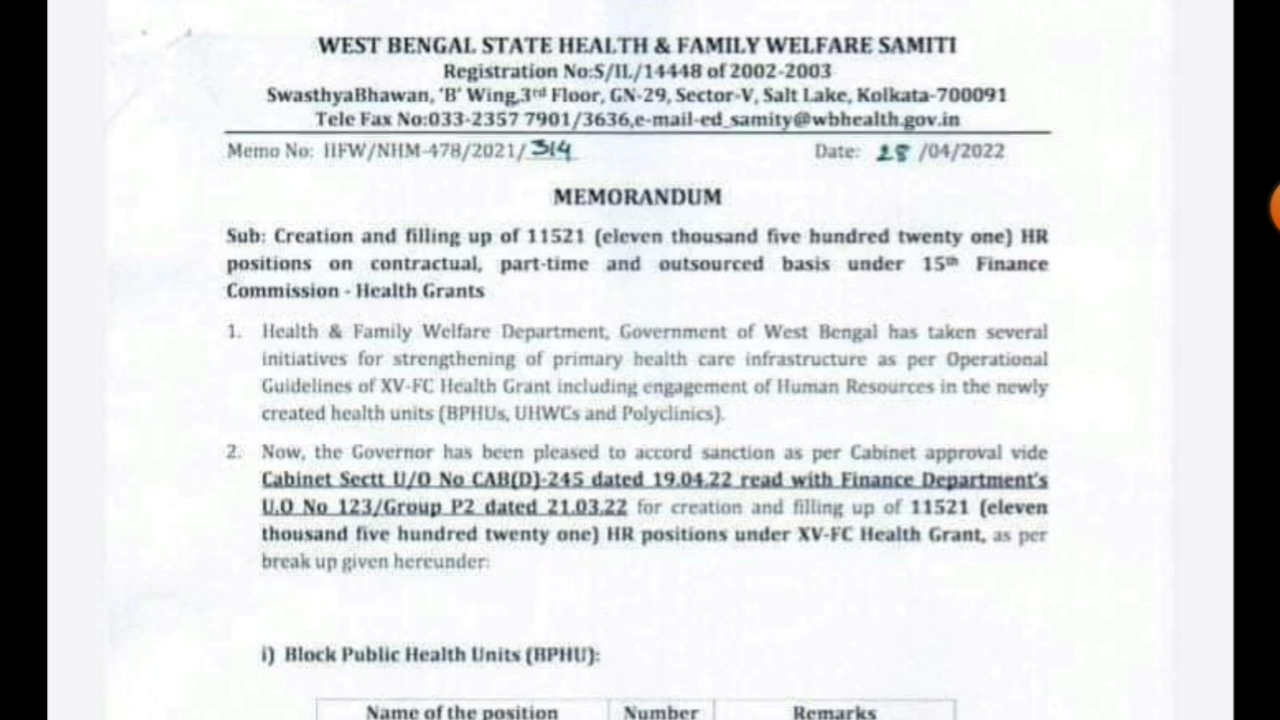 WEST BENGAL STATE HEALTH & FAMILY WELFARE SAMITI
Registration No:S/IL/14448 of 2002-2003
SwasthyaBhawan, 'B' Wing,3rd Floor, GN-29, Sector-V, Salt Lake, Kolkata-700091
Tele Fax No:033-2357 7901/3636,e-mail-ed_samity@wbhealth.gov.in
Memo No: HFW/NHM-478/2021/ 314 Date: 28 /04/2022
MEMORANDUM
Sub: Creation and filling up of 11521 (eleven thousand five hundred twenty one) HR
positions on contractual, part-time and outsourced basis under 15th Finance
Commission - Health Grants
1. Health & Family Welfare Department, Government of West Bengal has taken several
initiatives for strengthening of primary health care infrastructure as per Operational
Guidelines of XV-FC Health Grant including engagement of Human Resources in the newly
created health units (BPHUs, UHWCs and Polyclinics).
2. Now, the Governor has been pleased to accord sanction as per Cabinet approval vide
Cabinet Sectt U/O No CAB(D)-245 dated 19.04.22 read with Finance Department's
U.O No 123/Group P2 dated 21.03.22 for creation and filling up of 11521 (eleven
thousand five hundred twenty one) HR positions under XV-FC Health Grant, as per
break up given hereunder:
i) Block Public Health Units (BPHU):
Name of the position Number Remarks